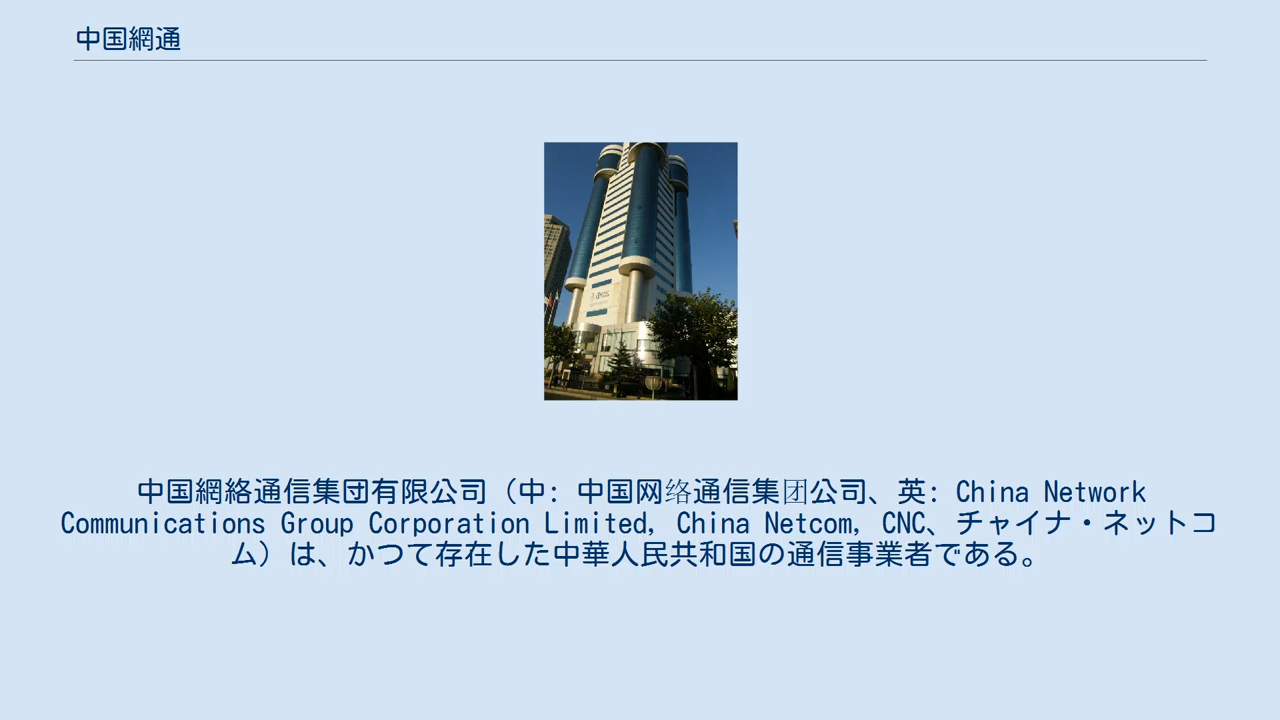 中国網通
中国網絡通信集団有限公司（中: 中国网络通信集团公司、英: China Network
Communications Group Corporation Limited, China Netcom, CNC、チャイナ・ネットコ
ム）は、かつて存在した中華人民共和国の通信事業者である。